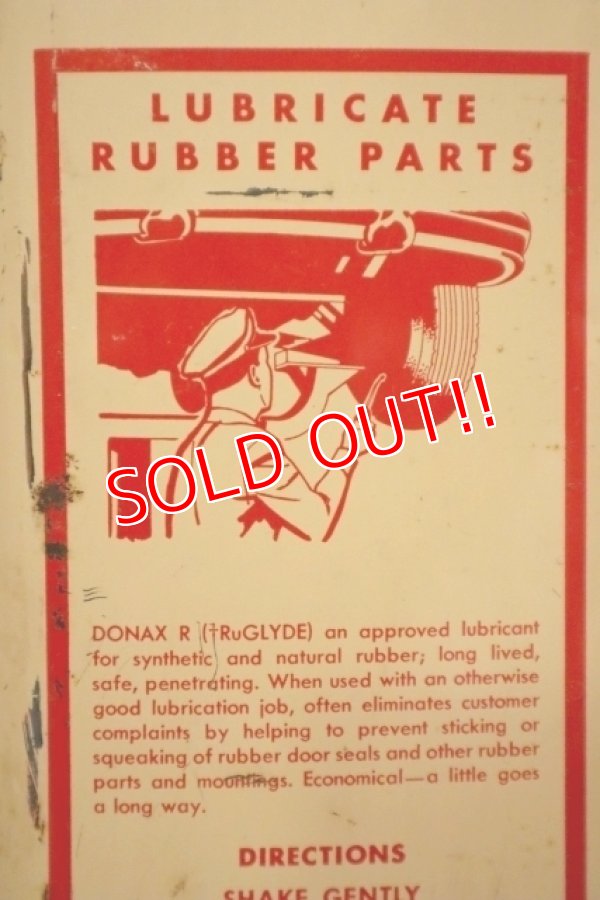 LUBRICATE
RUBBER PARTS
SOLD OUT!!
DONAX R (†RuGLYDE) an approved lubricant
for synthetic and natural rubber; long lived,
safe, penetrating. When used with an otherwise
good lubrication job, often eliminates customer
complaints by helping to prevent sticking or
squeaking of rubber door seals and other rubber
parts and mountings. Economical—a little goes
a long way.
DIRECTIONS
SHAKE GENTLY